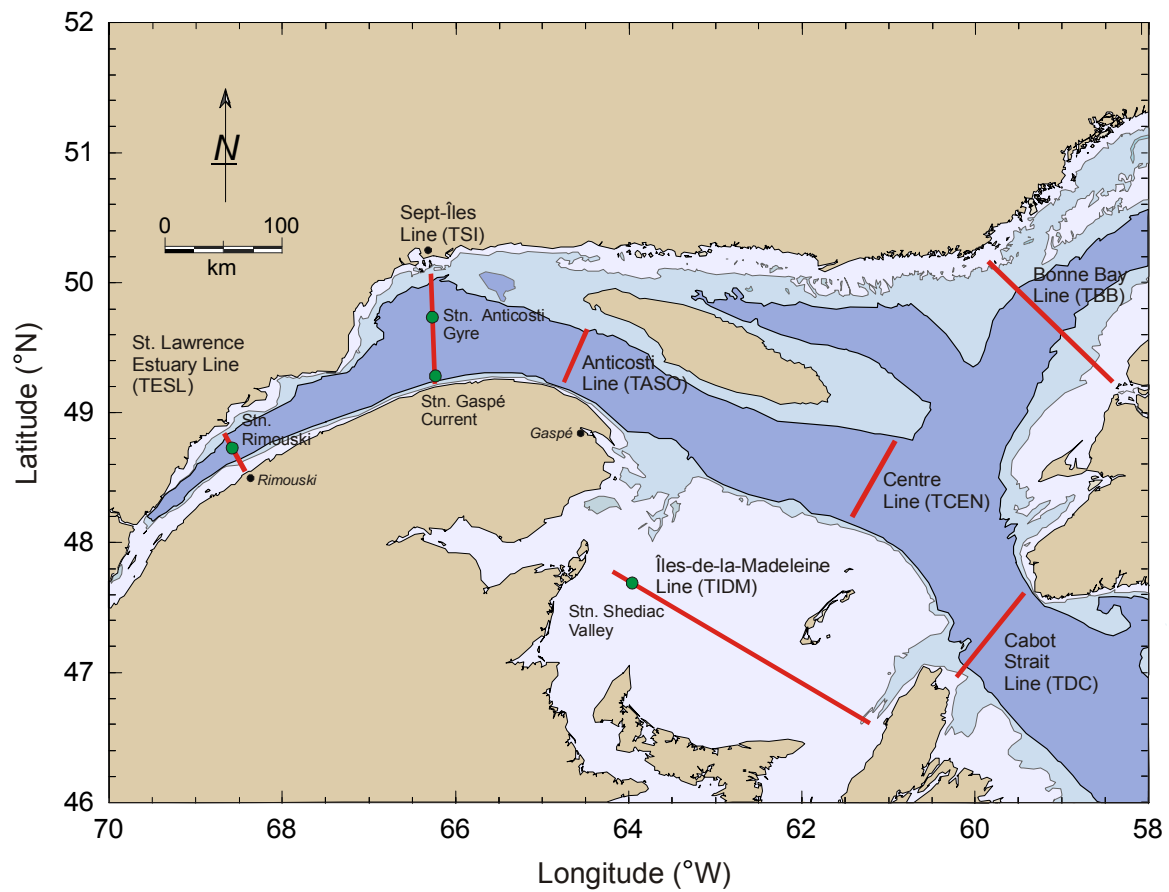 52
51
50
49
48
47
46
Latitude (°N)
N
0 100
km
Sept-Îles
Line (TSI)
Bonne Bay
Line (TBB)
Stn. Anticosti
Gyre
St. Lawrence
Estuary Line
(TESL)
Anticosti
Line (TASO)
Stn. Gaspé
Current
Stn.
Rimouski
Gaspé
Rimouski
Centre
Line (TCEN)
Îles-de-la-Madeleine
Line (TIDM)
Stn. Shediac
Valley
Cabot
Strait
Line (TDC)
70 68 66 64 62 60 58
Longitude (°W)